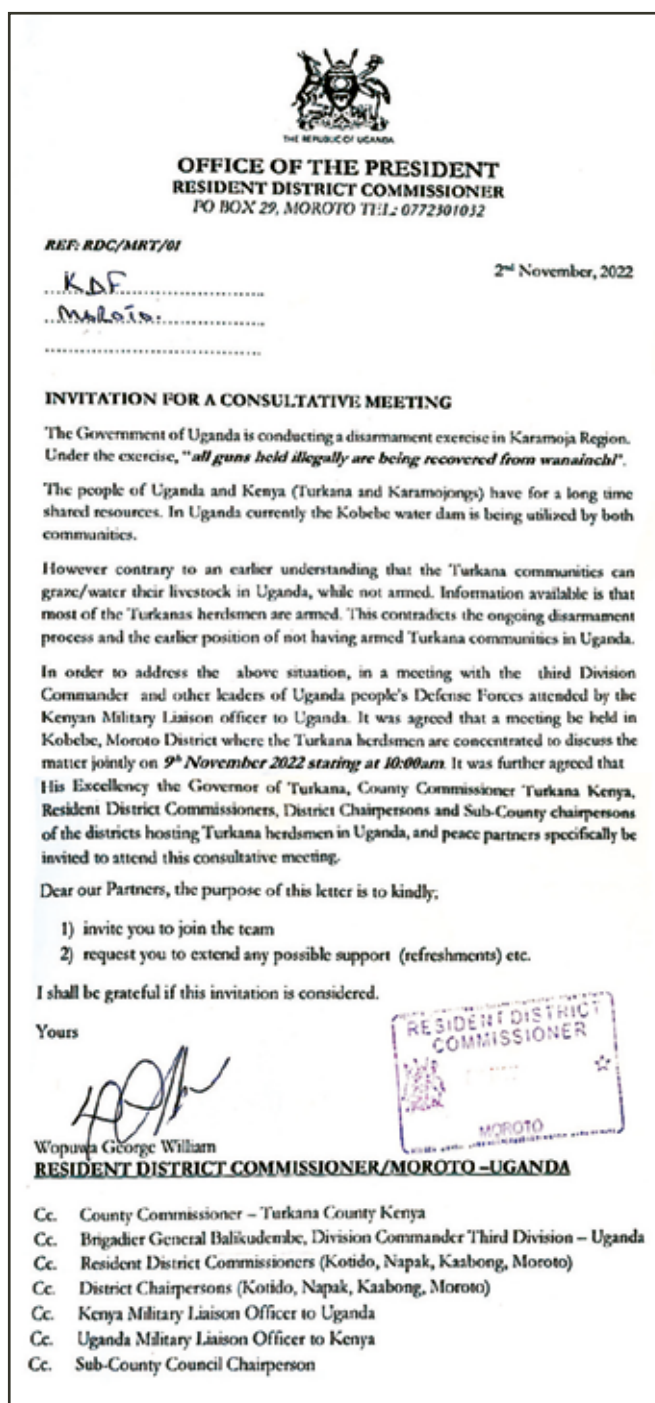 THE REPUBLIC OF UGANDA
OFFICE OF THE PRESIDENT
RESIDENT DISTRICT COMMISSIONER
PO BOX 29, MOROTO TEL: 0772301032
REF: RDC/MRT/01
2nd November, 2022
KDF
MOROTO.
INVITATION FOR A CONSULTATIVE MEETING
The Government of Uganda is conducting a disarmament exercise in Karamoja Region.
Under the exercise, "all guns held illegally are being recovered from wanainchi".
The people of Uganda and Kenya (Turkana and Karamojongs) have for a long time
shared resources. In Uganda currently the Kobebe water dam is being utilized by both
communities.
However contrary to an earlier understanding that the Turkana communities can
graze/water their livestock in Uganda, while not armed. Information available is that
most of the Turkanas herdsmen are armed. This contradicts the ongoing disarmament
process and the earlier position of not having armed Turkana communities in Uganda.
In order to address the above situation, in a meeting with the third Division
Commander and other leaders of Uganda people's Defense Forces attended by the
Kenyan Military Liaison officer to Uganda. It was agreed that a meeting be held in
Kobebe, Moroto District where the Turkana herdsmen are concentrated to discuss the
matter jointly on 9th November 2022 staring at 10:00am. It was further agreed that
His Excellency the Governor of Turkana, County Commissioner Turkana Kenya,
Resident District Commissioners, District Chairpersons and Sub-County chairpersons
of the districts hosting Turkana herdsmen in Uganda, and peace partners specifically be
invited to attend this consultative meeting.
Dear our Partners, the purpose of this letter is to kindly;
1) invite you to join the team
2) request you to extend any possible support (refreshments) etc.
I shall be grateful if this invitation is considered.
Yours
RESIDENT DISTRICT
COMMISSIONER
MOROTO
Wopuwa George William
RESIDENT DISTRICT COMMISSIONER/MOROTO –UGANDA
Cc. County Commissioner – Turkana County Kenya
Cc. Brigadier General Balikudembe, Division Commander Third Division – Uganda
Cc. Resident District Commissioners (Kotido, Napak, Kaabong, Moroto)
Cc. District Chairpersons (Kotido, Napak, Kaabong, Moroto)
Cc. Kenya Military Liaison Officer to Uganda
Cc. Uganda Military Liaison Officer to Kenya
Cc. Sub-County Council Chairperson